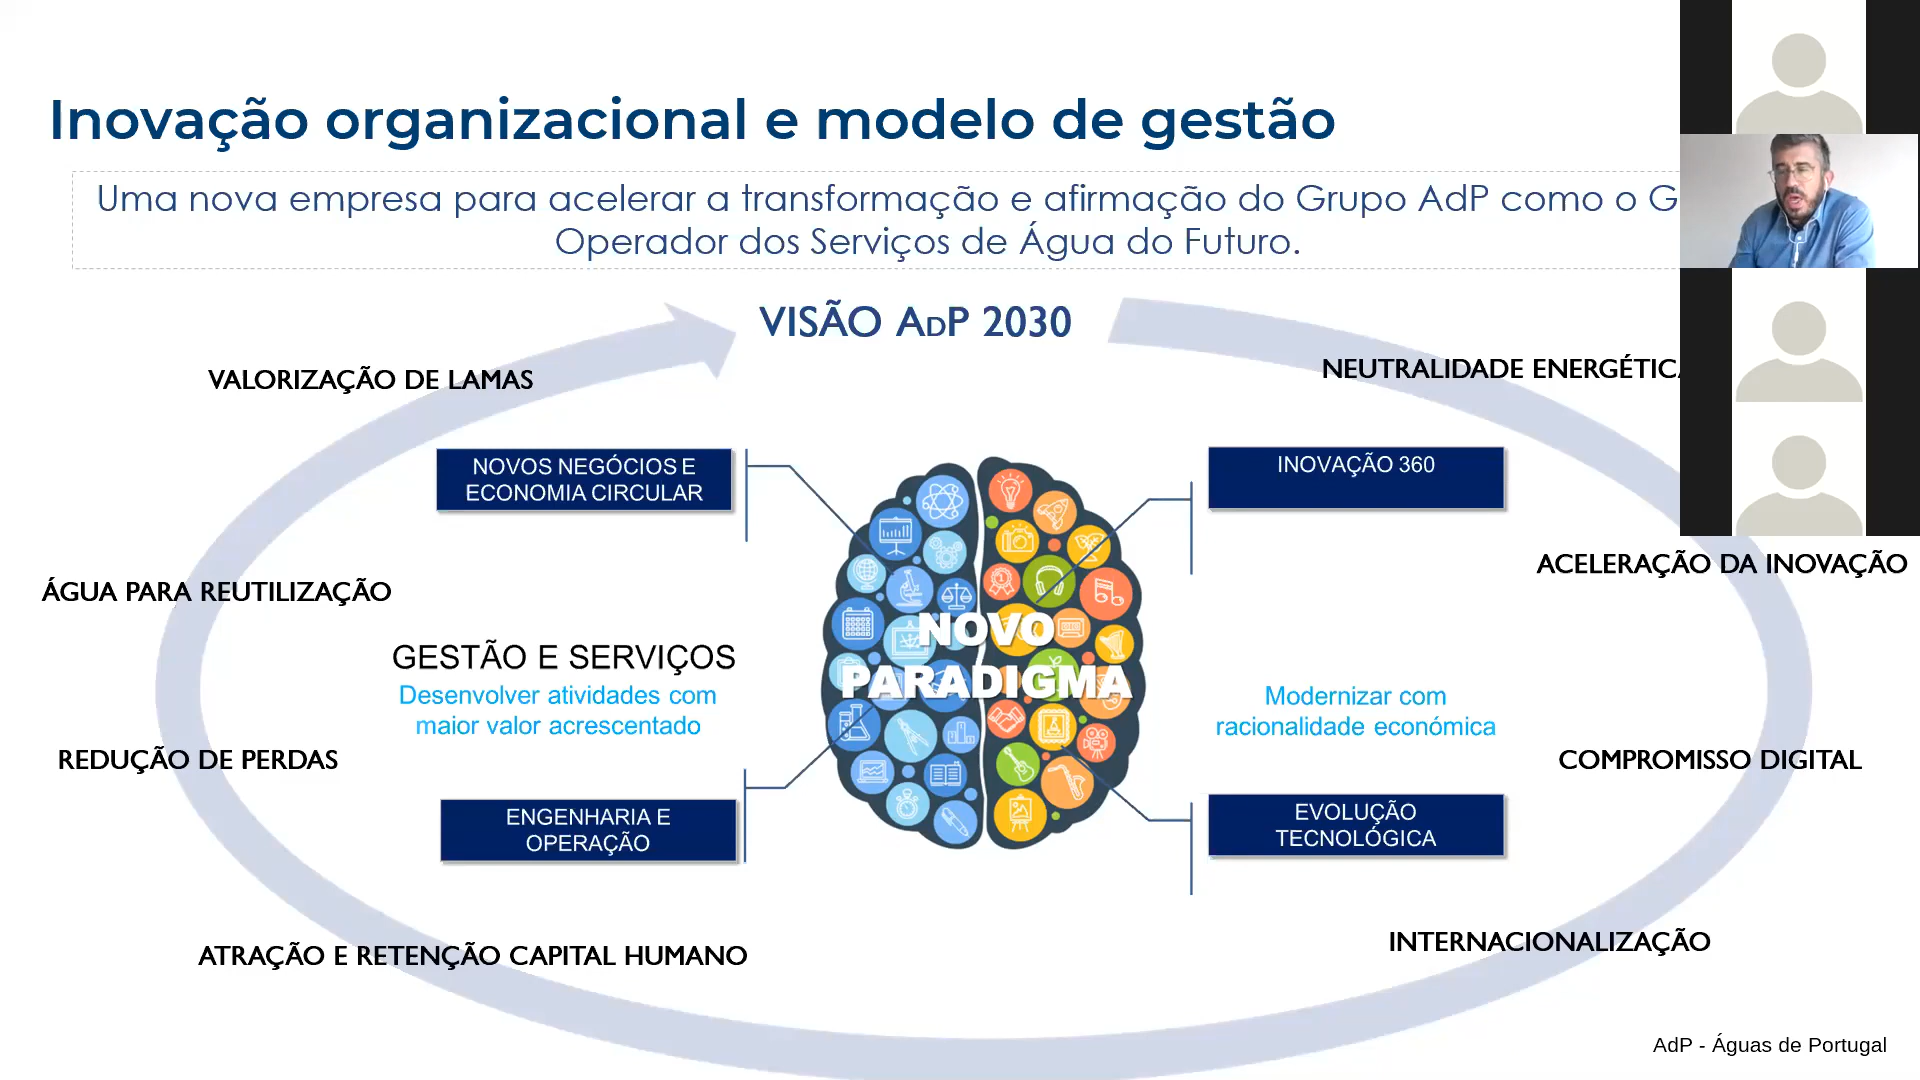 Inovação organizacional e modelo de gestão
Uma nova empresa para acelerar a transformação e afirmação do Grupo AdP como o
Operador dos Serviços de Água do Futuro.
VISÃO AdP 2030
VALORIZAÇÃO DE LAMAS
NEUTRALIDADE ENERGÉTICA
NOVOS NEGÓCIOS E
ECONOMIA CIRCULAR
INOVAÇÃO 360
ACELERAÇÃO DA INOVAÇÃO
ÁGUA PARA REUTILIZAÇÃO
NOVO
PARADIGMA
GESTÃO E SERVIÇOS
Desenvolver atividades com
maior valor acrescentado
Modernizar com
racionalidade económica
REDUÇÃO DE PERDAS
COMPROMISSO DIGITAL
ENGENHARIA E
OPERAÇÃO
EVOLUÇÃO
TECNOLÓGICA
ATRAÇÃO E RETENÇÃO CAPITAL HUMANO
INTERNACIONALIZAÇÃO
AdP - Águas de Portugal